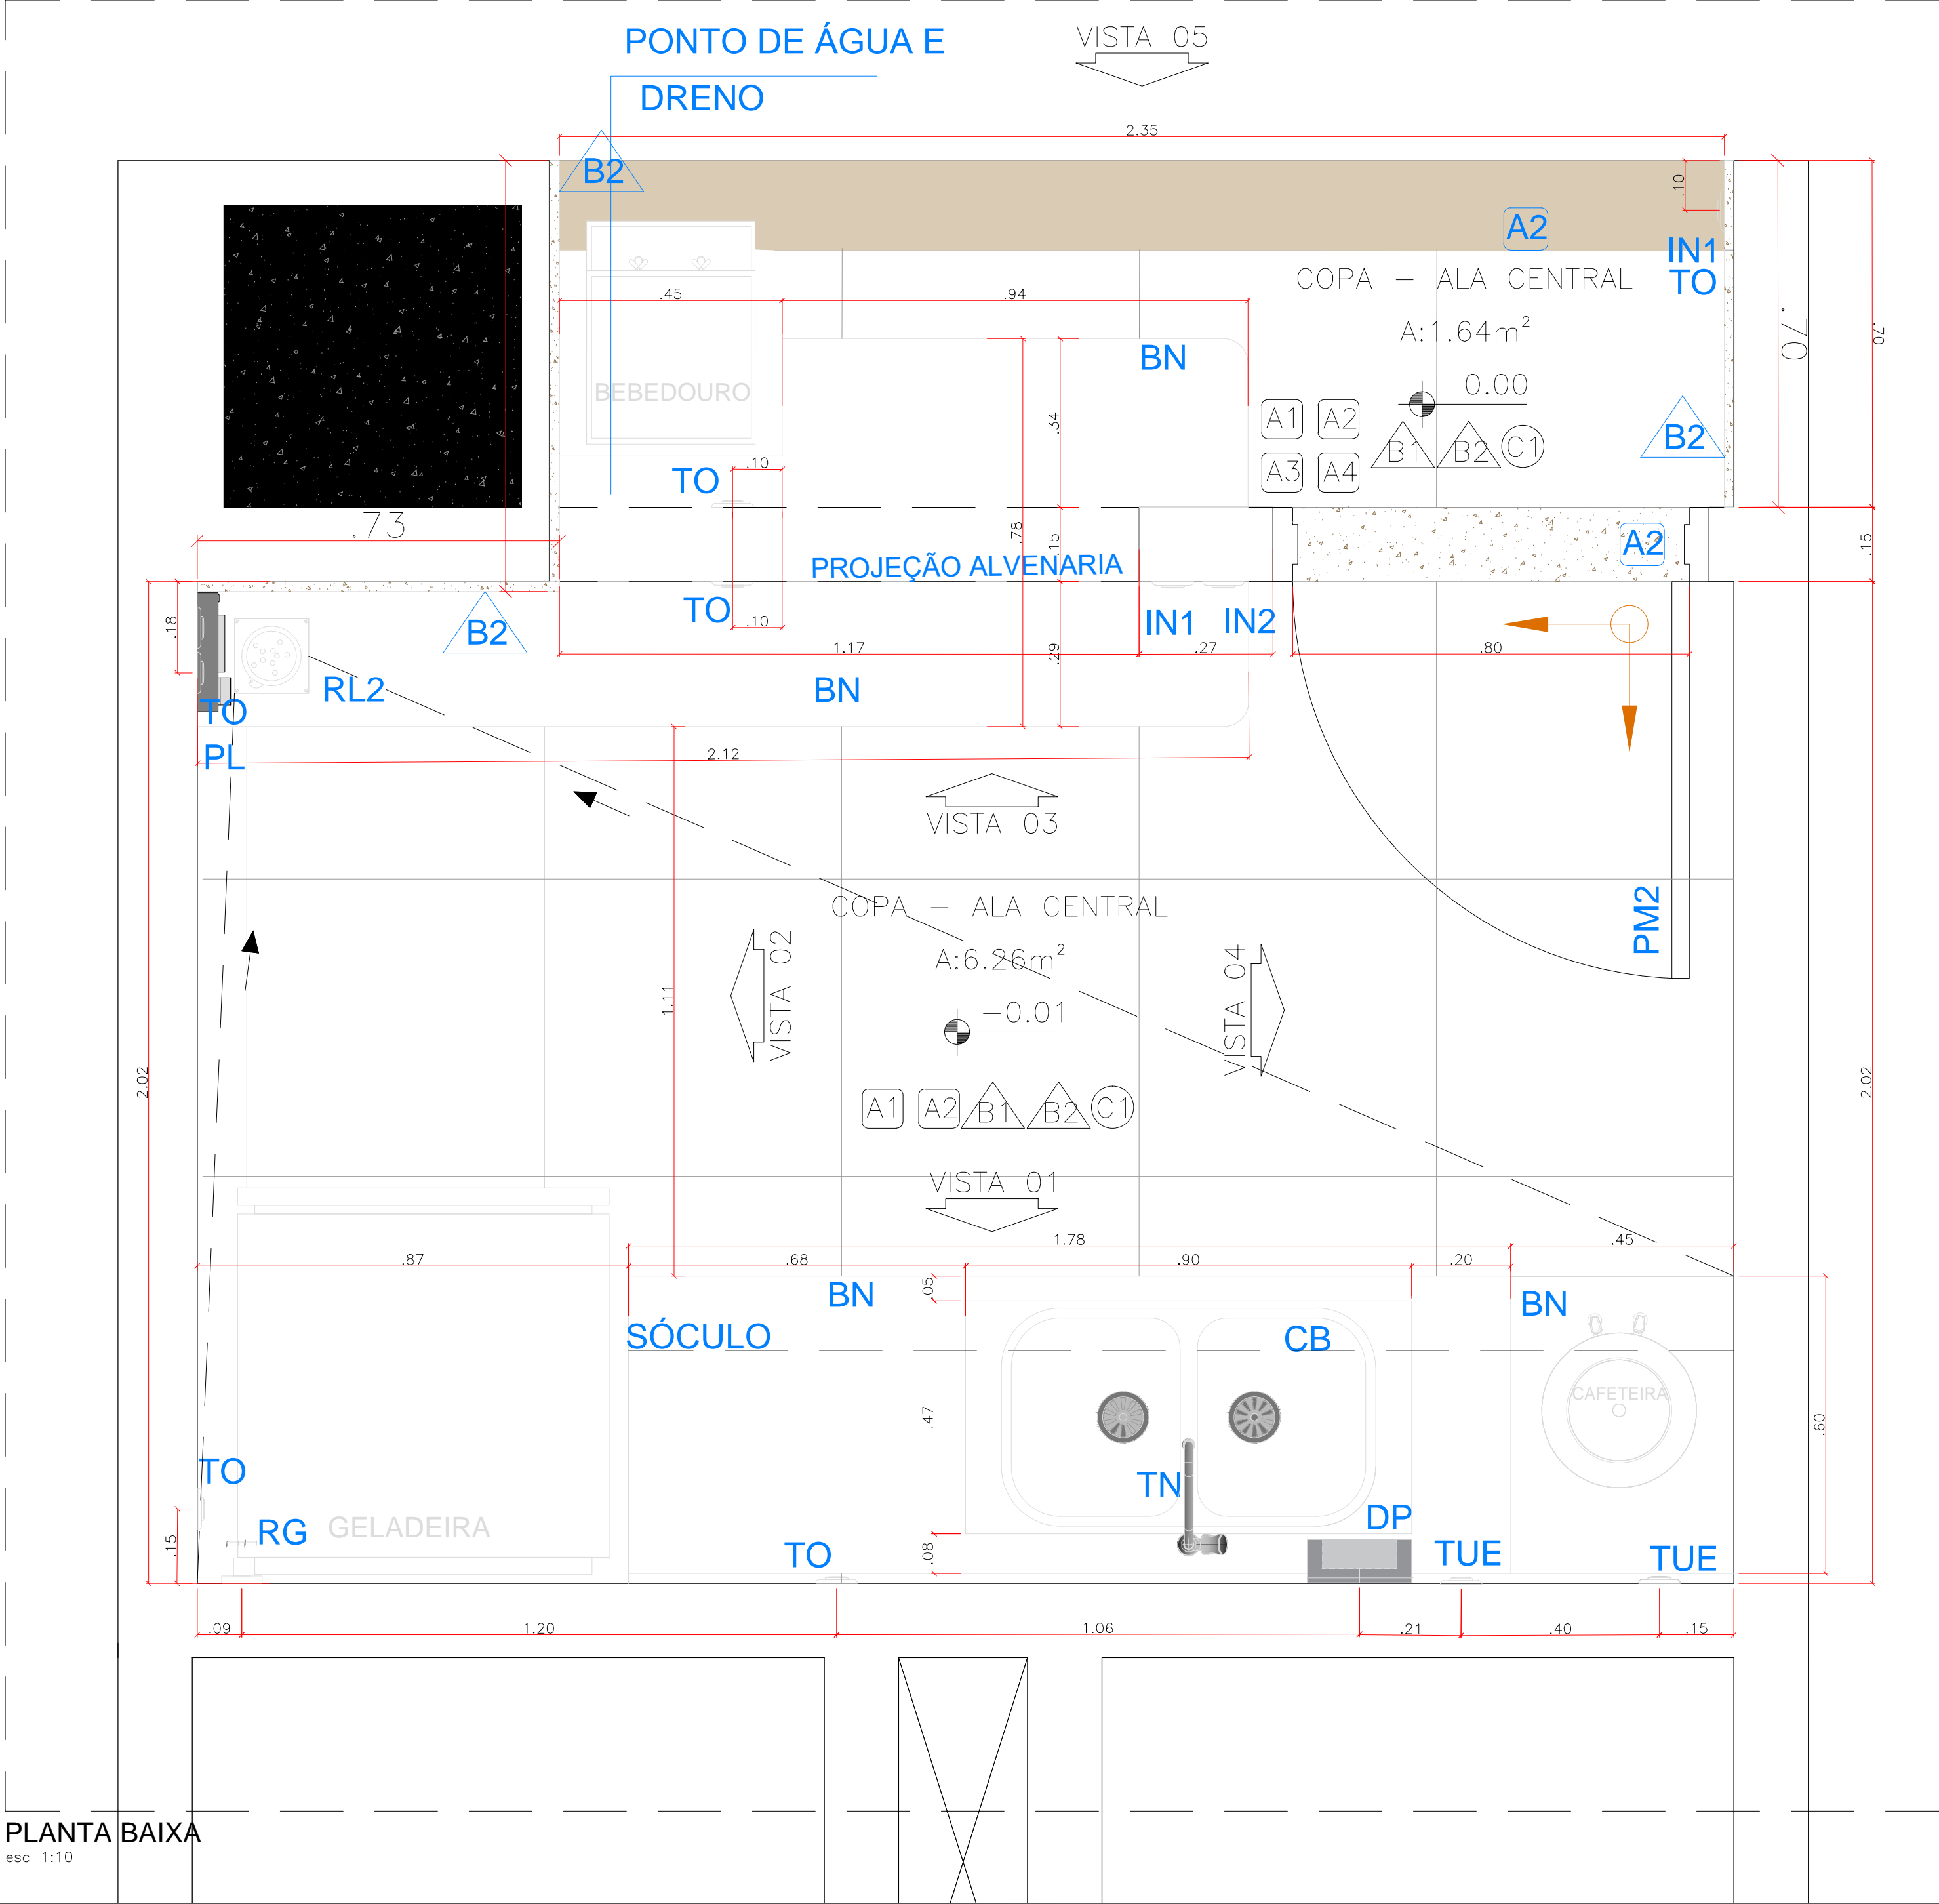 PONTO DE ÁGUA E
DRENO
VISTA 05
2.35
B2
.10
A2
IN1
TO
COPA - ALA CENTRAL
A:1.64m²
0.00
A1 A2
A3 A4
B1 B2 C1
B2
.45
.94
BN
BEBEDOURO
.34
.70
.70
TO
.10
.73
.78
.15
A2
.15
PROJEÇÃO ALVENARIA
TO
.10
IN1
IN2
.18
B2
1.17
.27
.29
.80
RL2
BN
TO
PL
2.12
VISTA 03
COPA - ALA CENTRAL
A:6.26m²
-0.01
PM2
VISTA 02
VISTA 04
1.11
2.02
2.02
A1 A2 B1 B2 C1
VISTA 01
1.78
.45
.87
.68
.90
.20
BN
.05
BN
SÓCULO
CB
CAFETEIRA
.47
.60
TO
TN
RG
GELADEIRA
DP
.15
TO
.08
TUE
TUE
.09
1.20
1.06
.21
.40
.15
PLANTA BAIXA
esc 1:10